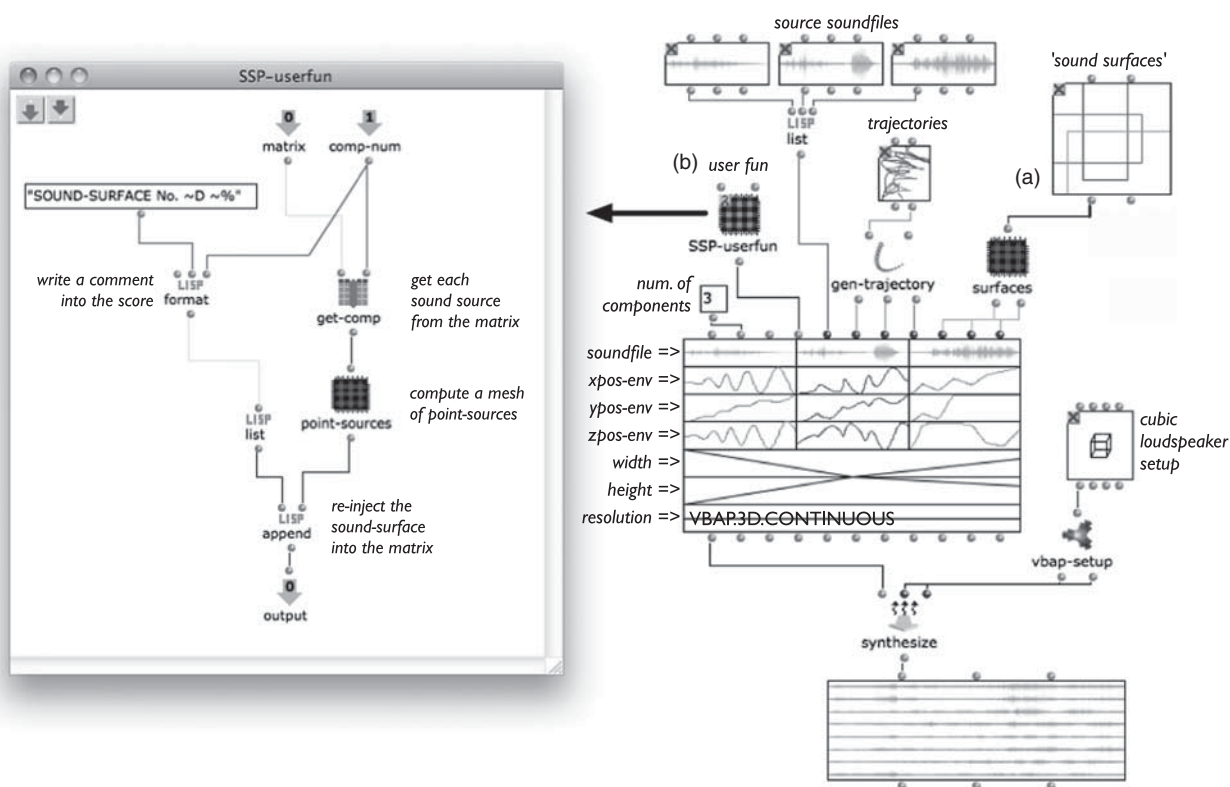 SSP-userfun
0
1
matrix
comp-num
"SOUND-SURFACE No. ~D ~%"
write a comment
into the score
LISP
format
get-comp
get each
sound source
from the matrix
point-sources
compute a mesh
of point-sources
LISP
list
LISP
append
re-inject the
sound-surface
into the matrix
0
output
source soundfiles
LISP
list
'sound surfaces'
trajectories
(b)
user fun
(a)
SSP-userfun
gen-trajectory
surfaces
num. of
components
3
soundfile =>
xpos-env =>
ypos-env =>
zpos-env =>
width =>
height =>
resolution =>
VBAP.3D.CONTINUOUS
cubic
loudspeaker
setup
vbap-setup
synthesize